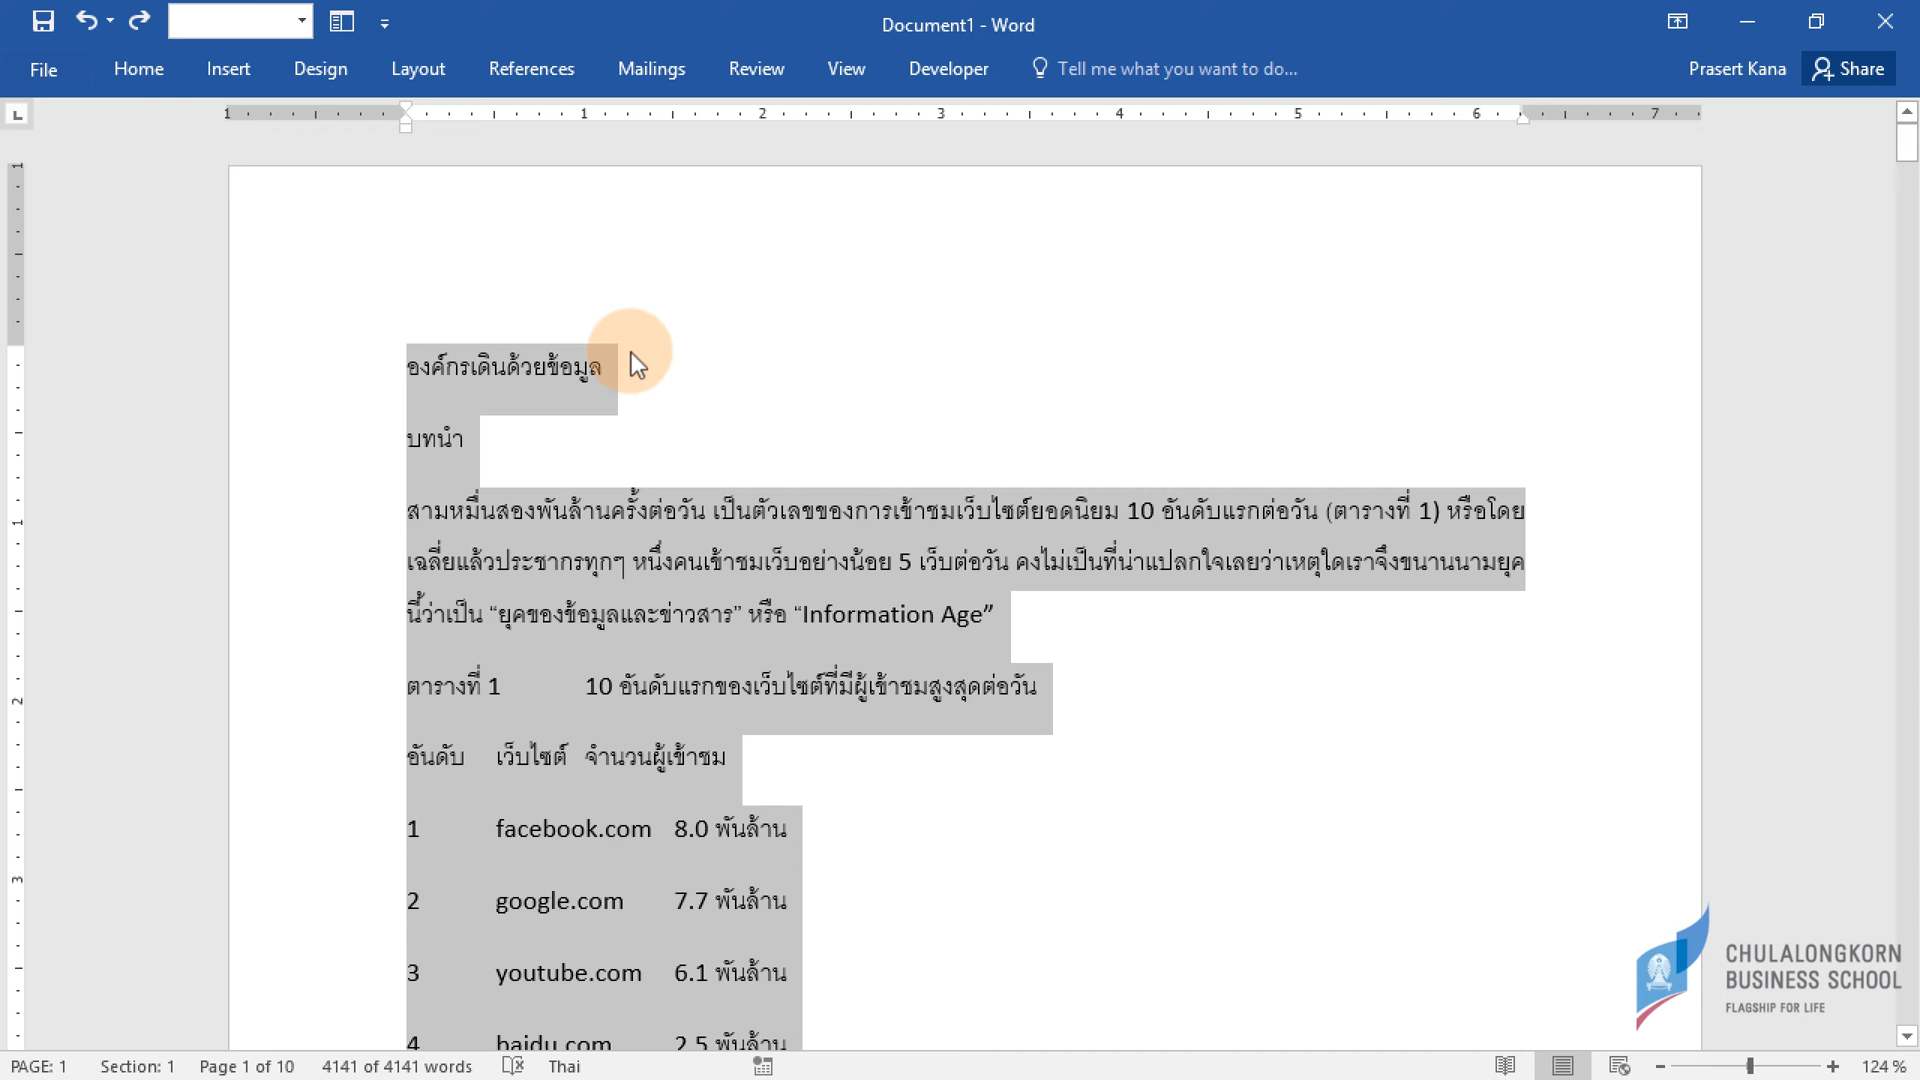 Document1 - Word
File Home Insert Design Layout References Mailings Review View Developer Tell me what you want to do... Prasert Kana Share
1 1 2 3 4 5 6 7
องค์กรเดินด้วยข้อมูล
บทนำ
สามหมื่นสองพันล้านครั้งต่อวัน เป็นตัวเลขของการเข้าชมเว็บไซต์ยอดนิยม 10 อันดับแรกต่อวัน (ตารางที่ 1) หรือโดย
เฉลี่ยแล้วประชากรทุกๆ หนึ่งคนเข้าชมเว็บอย่างน้อย 5 เว็บต่อวัน คงไม่เป็นที่น่าแปลกใจเลยว่าเหตุใดเราจึงขนานนามยุค
นี้ว่าเป็น “ยุคของข้อมูลและข่าวสาร” หรือ “Information Age”
ตารางที่ 1 10 อันดับแรกของเว็บไซต์ที่มีผู้เข้าชมสูงสุดต่อวัน
อันดับ เว็บไซต์ จำนวนผู้เข้าชม
1 facebook.com 8.0 พันล้าน
2 google.com 7.7 พันล้าน
3 youtube.com 6.1 พันล้าน
4 baidu.com 2.5 พันล้าน
CHULALONGKORN
BUSINESS SCHOOL
FLAGSHIP FOR LIFE
PAGE: 1 Section: 1 Page 1 of 10 4141 of 4141 words Thai 124 %